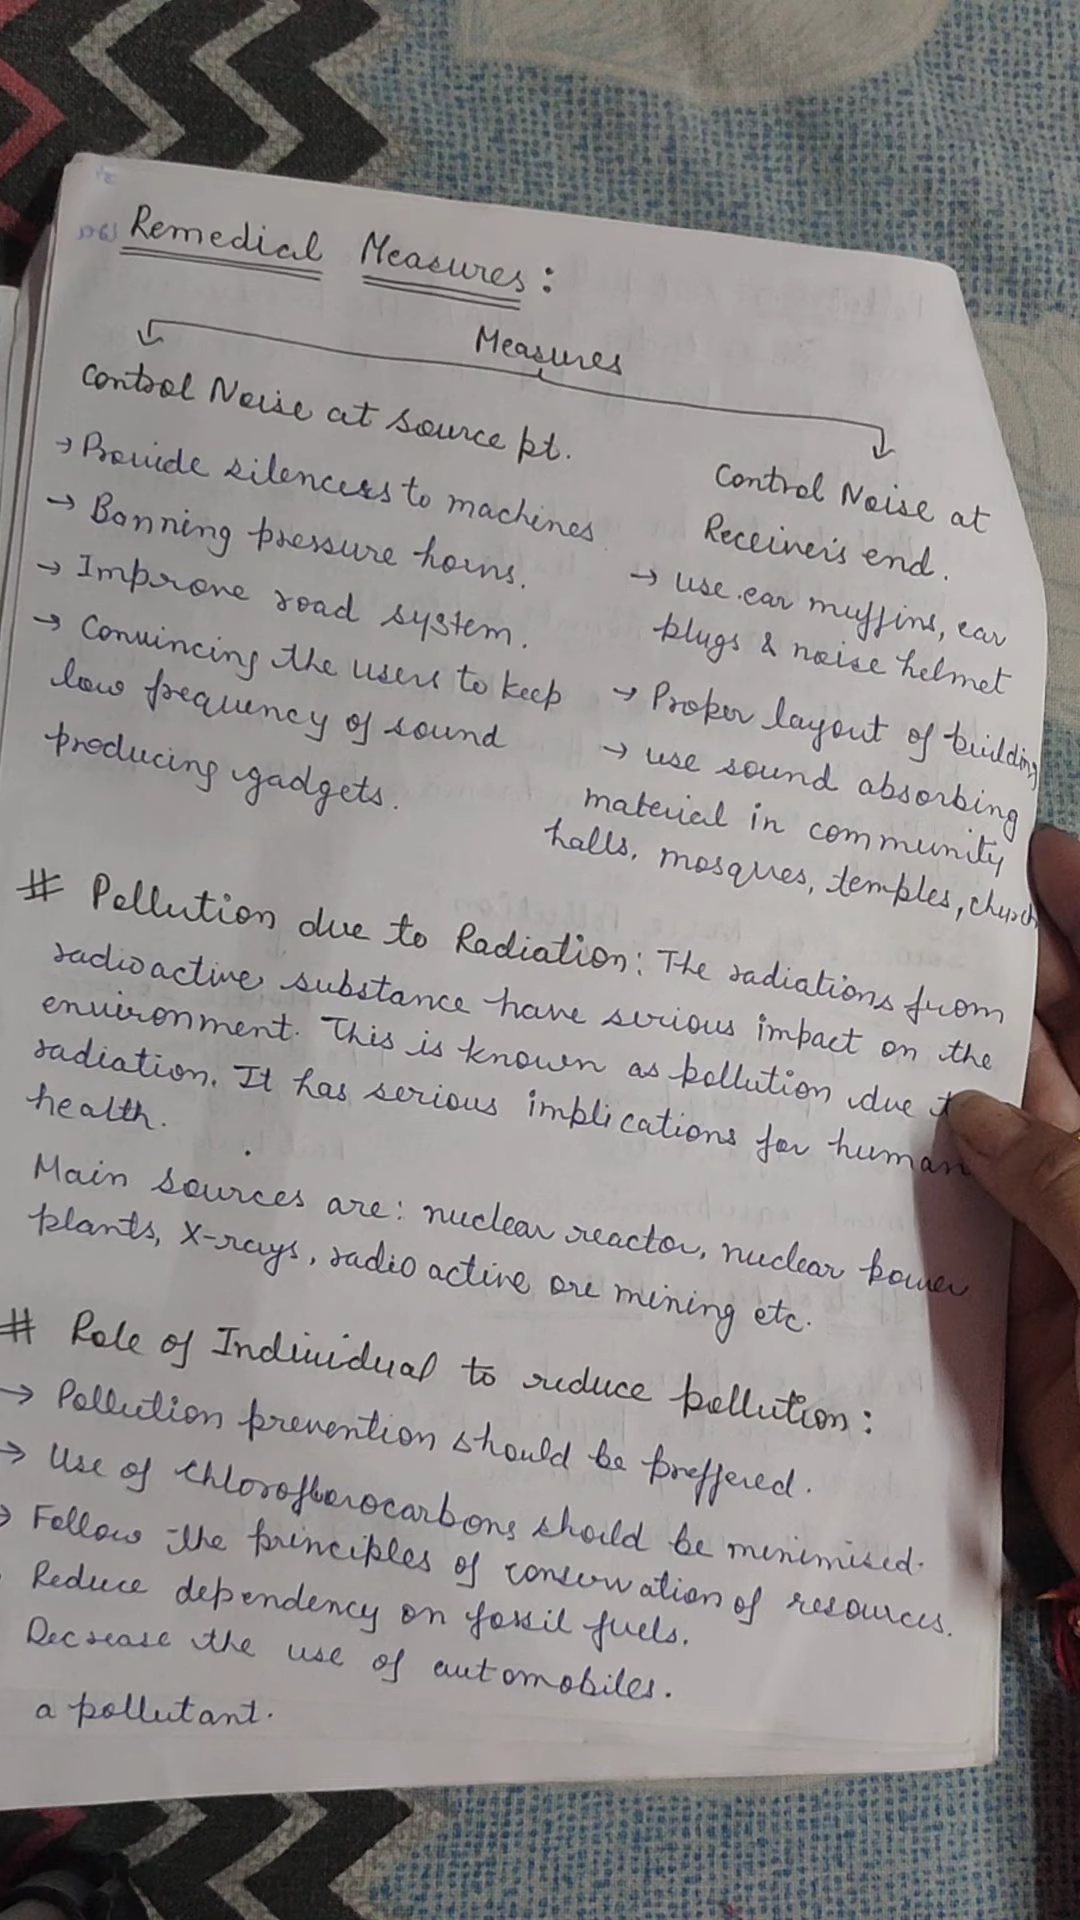 Remedial Measures :
Measures
Control Noise at source pt.
→ Provide silencers to machines
→ Banning pressure horns.
→ Improve road system.
→ Convincing the users to keep
low frequency of sound
producing gadgets.
Control Noise at
Receiver's end.
→ use ear muffins, ear
plugs & noise helmet
→ Proper layout of building
→ use sound absorbing
material in community
halls, mosques, temples, church
# Pollution due to Radiation: The radiations from
radioactive substance have serious impact on the
environment. This is known as pollution due
radiation. It has serious implications for human
health.
Main sources are: nuclear reactor, nuclear power
plants, X-rays, radio active ore mining etc.
# Role of Individual to reduce pollution:
→ Pollution prevention should be preffered.
→ Use of chloroflourocarbons should be minimised.
→ Follow the principles of conservation of resources.
Reduce dependency on fossil fuels.
Decrease the use of automobiles.
a pollutant.